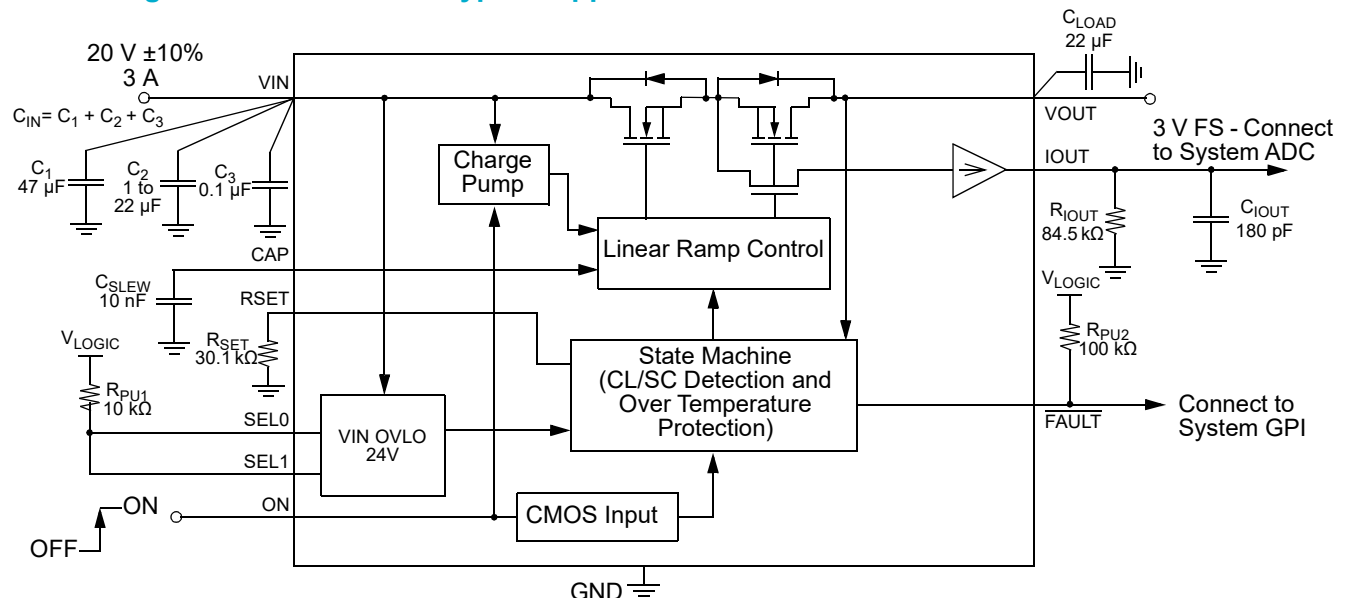 20 V ±10%
3 A
VIN
C_IN= C_1 + C_2 + C_3
C_1
47 µF
C_2
1 to
22 µF
C_3
0.1 µF
Charge
Pump
C_LOAD
22 µF
VOUT
3 V FS - Connect
to System ADC
IOUT
R_IOUT
84.5 kΩ
C_IOUT
180 pF
Linear Ramp Control
CAP
C_SLEW
10 nF
RSET
R_SET
30.1 kΩ
V_LOGIC
R_PU1
10 kΩ
SEL0
SEL1
VIN OVLO
24V
State Machine
(CL/SC Detection and
Over Temperature
Protection)
V_LOGIC
R_PU2
100 kΩ
FAULT
Connect to
System GPI
ON
CMOS Input
ON
OFF
GND